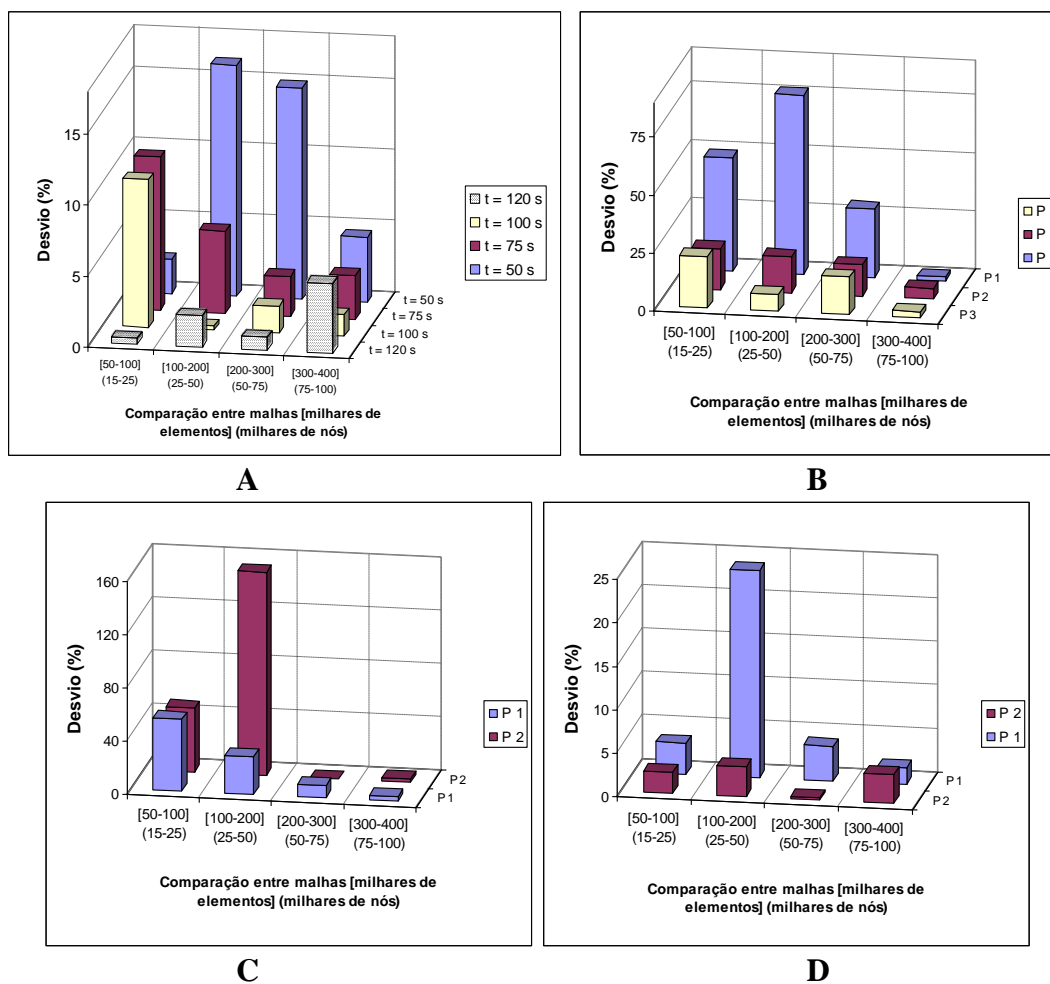 15
10
5
0
Desvio (%)
[50-100]
(15-25)
[100-200]
(25-50)
[200-300]
(50-75)
[300-400]
(75-100)
t = 50 s
t = 75 s
t = 100 s
t = 120 s
Comparação entre malhas [milhares de
elementos] (milhares de nós)
t = 120 s
t = 100 s
t = 75 s
t = 50 s
A
75
50
25
0
Desvio (%)
[50-100]
(15-25)
[100-200]
(25-50)
[200-300]
(50-75)
[300-400]
(75-100)
P1
P2
P3
Comparação entre malhas [milhares de
elementos] (milhares de nós)
P
P
P
B
160
120
80
40
0
Desvio (%)
[50-100]
(15-25)
[100-200]
(25-50)
[200-300]
(50-75)
[300-400]
(75-100)
P2
P1
Comparação entre malhas [milhares de
elementos] (milhares de nós)
P 1
P 2
C
25
20
15
10
5
0
Desvio (%)
[50-100]
(15-25)
[100-200]
(25-50)
[200-300]
(50-75)
[300-400]
(75-100)
P1
P2
Comparação entre malhas [milhares de
elementos] (milhares de nós)
P 2
P 1
D